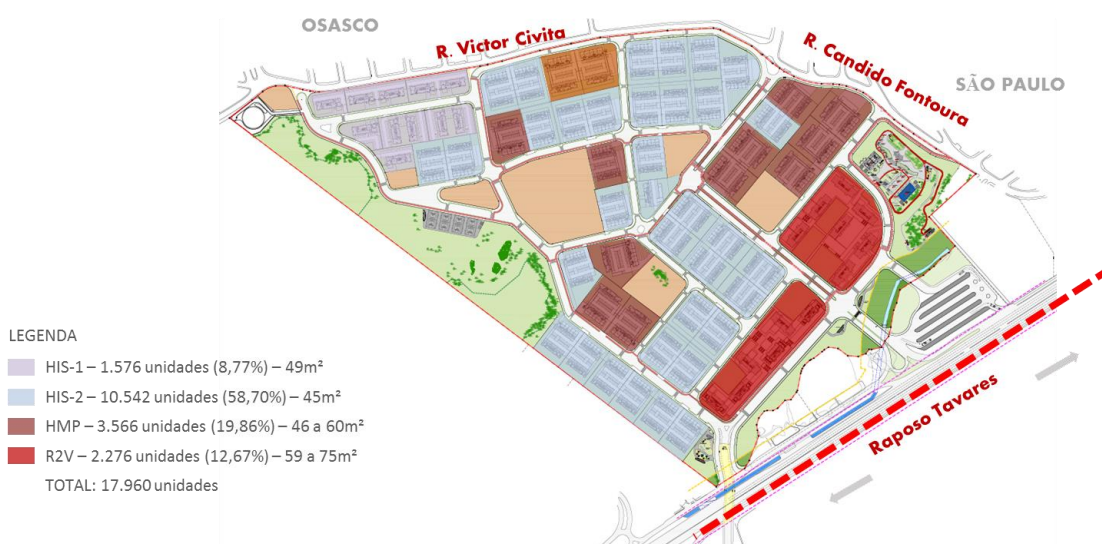 OSASCO
R. Victor Civita
R. Candido Fontoura
SÃO PAULO
LEGENDA
HIS-1 – 1.576 unidades (8,77%) – 49m²
HIS-2 – 10.542 unidades (58,70%) – 45m²
HMP – 3.566 unidades (19,86%) – 46 a 60m²
R2V – 2.276 unidades (12,67%) – 59 a 75m²
TOTAL: 17.960 unidades
Raposo Tavares